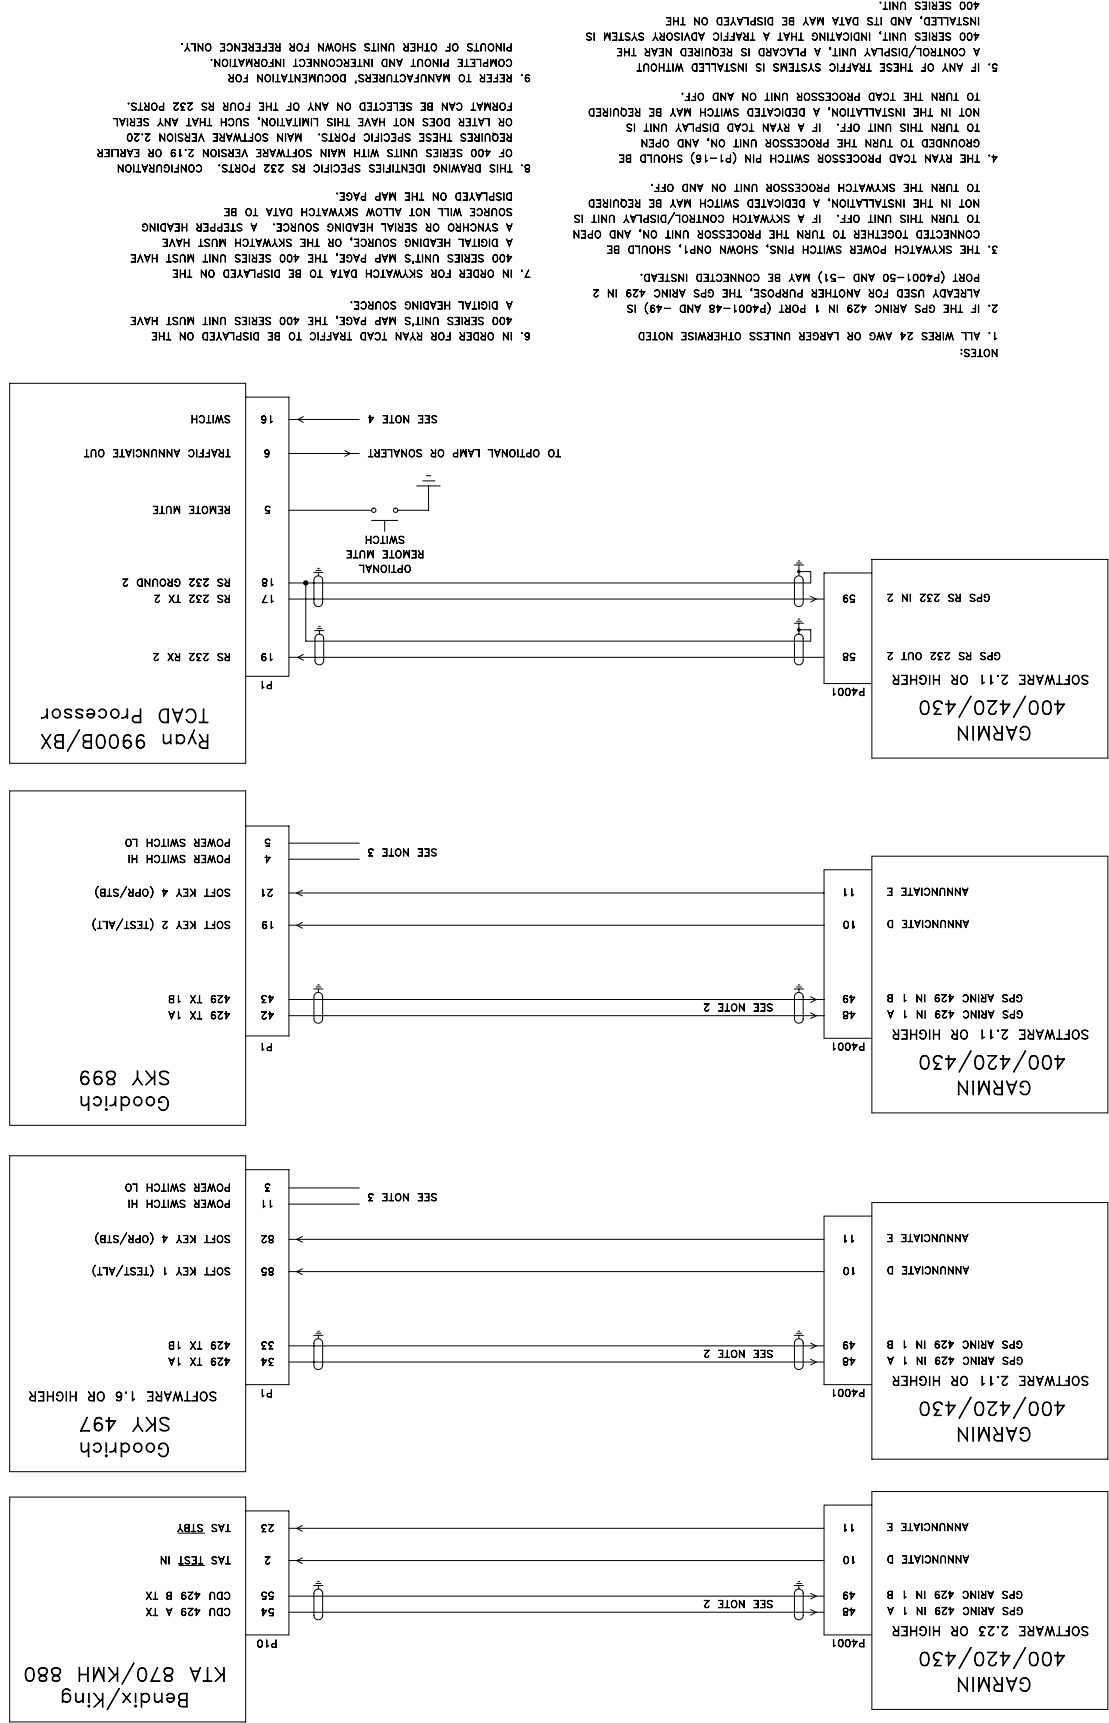 GARMIN
400/420/430
SOFTWARE 2.23 OR HIGHER
GPS ARINC 429 IN 1 A
GPS ARINC 429 IN 1 B
ANNUNCIATE D
ANNUNCIATE E
P4001
48
49
10
11
SEE NOTE 2
Bendix/King
KTA 870/KMH 880
P10
54
55
2
23
CDU 429 A TX
CDU 429 B TX
TAS TEST IN
TAS STBY
GARMIN
400/420/430
SOFTWARE 2.11 OR HIGHER
GPS ARINC 429 IN 1 A
GPS ARINC 429 IN 1 B
ANNUNCIATE D
ANNUNCIATE E
P4001
48
49
10
11
SEE NOTE 2
Goodrich
SKY 497
SOFTWARE 1.6 OR HIGHER
P1
34
33
85
82
11
3
429 TX 1A
429 TX 1B
SOFT KEY 1 (TEST/ALT)
SOFT KEY 4 (OPR/STB)
POWER SWITCH HI
POWER SWITCH LO
SEE NOTE 3
GARMIN
400/420/430
SOFTWARE 2.11 OR HIGHER
GPS ARINC 429 IN 1 A
GPS ARINC 429 IN 1 B
ANNUNCIATE D
ANNUNCIATE E
P4001
48
49
10
11
SEE NOTE 2
Goodrich
SKY 899
P1
42
43
19
21
4
5
429 TX 1A
429 TX 1B
SOFT KEY 2 (TEST/ALT)
SOFT KEY 4 (OPR/STB)
POWER SWITCH HI
POWER SWITCH LO
SEE NOTE 3
GARMIN
400/420/430
SOFTWARE 2.11 OR HIGHER
GPS RS 232 OUT 2
GPS RS 232 IN 2
P4001
58
59
Ryan 9900B/BX
TCAD Processor
P1
19
17
18
5
6
16
RS 232 RX 2
RS 232 TX 2
RS 232 GROUND 2
REMOTE MUTE
TRAFFIC ANNUNCIATE OUT
SWITCH
OPTIONAL
REMOTE MUTE
SWITCH
TO OPTIONAL LAMP OR SONALERT
SEE NOTE 4
NOTES:
1. ALL WIRES 24 AWG OR LARGER UNLESS OTHERWISE NOTED
2. IF THE GPS ARINC 429 IN 1 PORT (P4001-48 AND -49) IS
ALREADY USED FOR ANOTHER PURPOSE, THE GPS ARINC 429 IN 2
PORT (P4001-50 AND -51) MAY BE CONNECTED INSTEAD.
3. THE SKYWATCH POWER SWITCH PINS, SHOWN ONP1, SHOULD BE
CONNECTED TOGETHER TO TURN THE PROCESSOR UNIT ON, AND OPEN
TO TURN THIS UNIT OFF. IF A SKYWATCH CONTROL/DISPLAY UNIT IS
NOT IN THE INSTALLATION, A DEDICATED SWITCH MAY BE REQUIRED
TO TURN THE SKYWATCH PROCESSOR UNIT ON AND OFF.
4. THE RYAN TCAD PROCESSOR SWITCH PIN (P1-16) SHOULD BE
GROUNDED TO TURN THE PROCESSOR UNIT ON, AND OPEN
TO TURN THIS UNIT OFF. IF A RYAN TCAD DISPLAY UNIT IS
NOT IN THE INSTALLATION, A DEDICATED SWITCH MAY BE REQUIRED
TO TURN THE TCAD PROCESSOR UNIT ON AND OFF.
5. IF ANY OF THESE TRAFFIC SYSTEMS IS INSTALLED WITHOUT
A CONTROL/DISPLAY UNIT, A PLACARD IS REQUIRED NEAR THE
400 SERIES UNIT, INDICATING THAT A TRAFFIC ADVISORY SYSTEM IS
INSTALLED, AND ITS DATA MAY BE DISPLAYED ON THE
400 SERIES UNIT.
6. IN ORDER FOR RYAN TCAD TRAFFIC TO BE DISPLAYED ON THE
400 SERIES UNIT'S MAP PAGE, THE 400 SERIES UNIT MUST HAVE
A DIGITAL HEADING SOURCE.
7. IN ORDER FOR SKYWATCH DATA TO BE DISPLAYED ON THE
400 SERIES UNIT'S MAP PAGE, THE 400 SERIES UNIT MUST HAVE
A DIGITAL HEADING SOURCE, OR THE SKYWATCH MUST HAVE
A SYNCHRO OR SERIAL HEADING SOURCE. A STEPPER HEADING
SOURCE WILL NOT ALLOW SKYWATCH DATA TO BE
DISPLAYED ON THE MAP PAGE.
8. THIS DRAWING IDENTIFIES SPECIFIC RS 232 PORTS. CONFIGURATION
OF 400 SERIES UNITS WITH MAIN SOFTWARE VERSION 2.19 OR EARLIER
REQUIRES THESE SPECIFIC PORTS. MAIN SOFTWARE VERSION 2.20
OR LATER DOES NOT HAVE THIS LIMITATION, SUCH THAT ANY SERIAL
FORMAT CAN BE SELECTED ON ANY OF THE FOUR RS 232 PORTS.
9. REFER TO MANUFACTURERS' DOCUMENTATION FOR
COMPLETE PINOUT AND INTERCONNECT INFORMATION.
PINOUTS OF OTHER UNITS SHOWN FOR REFERENCE ONLY.